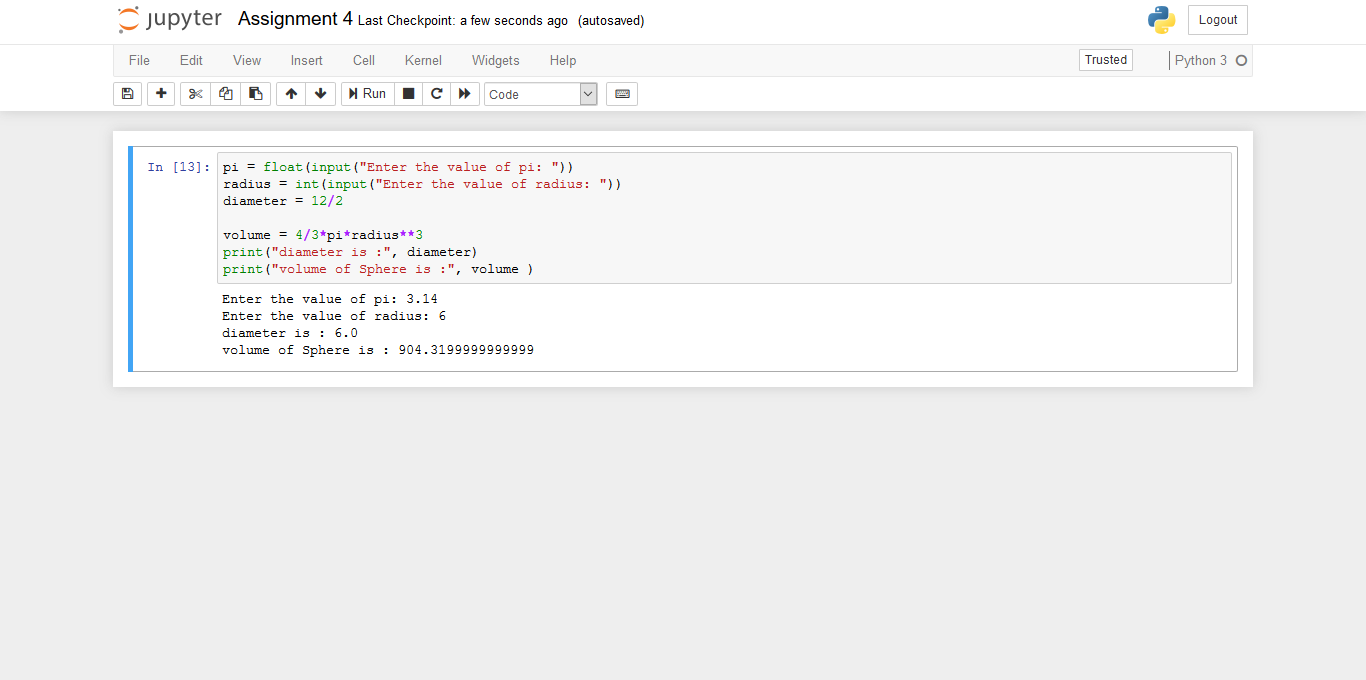 jupyter Assignment 4 Last Checkpoint: a few seconds ago (autosaved) Logout
File Edit View Insert Cell Kernel Widgets Help Trusted Python 3
Run Code
In [13]: pi = float(input("Enter the value of pi: "))
radius = int(input("Enter the value of radius: "))
diameter = 12/2
volume = 4/3*pi*radius**3
print("diameter is :", diameter)
print("volume of Sphere is :", volume )
Enter the value of pi: 3.14
Enter the value of radius: 6
diameter is : 6.0
volume of Sphere is : 904.3199999999999